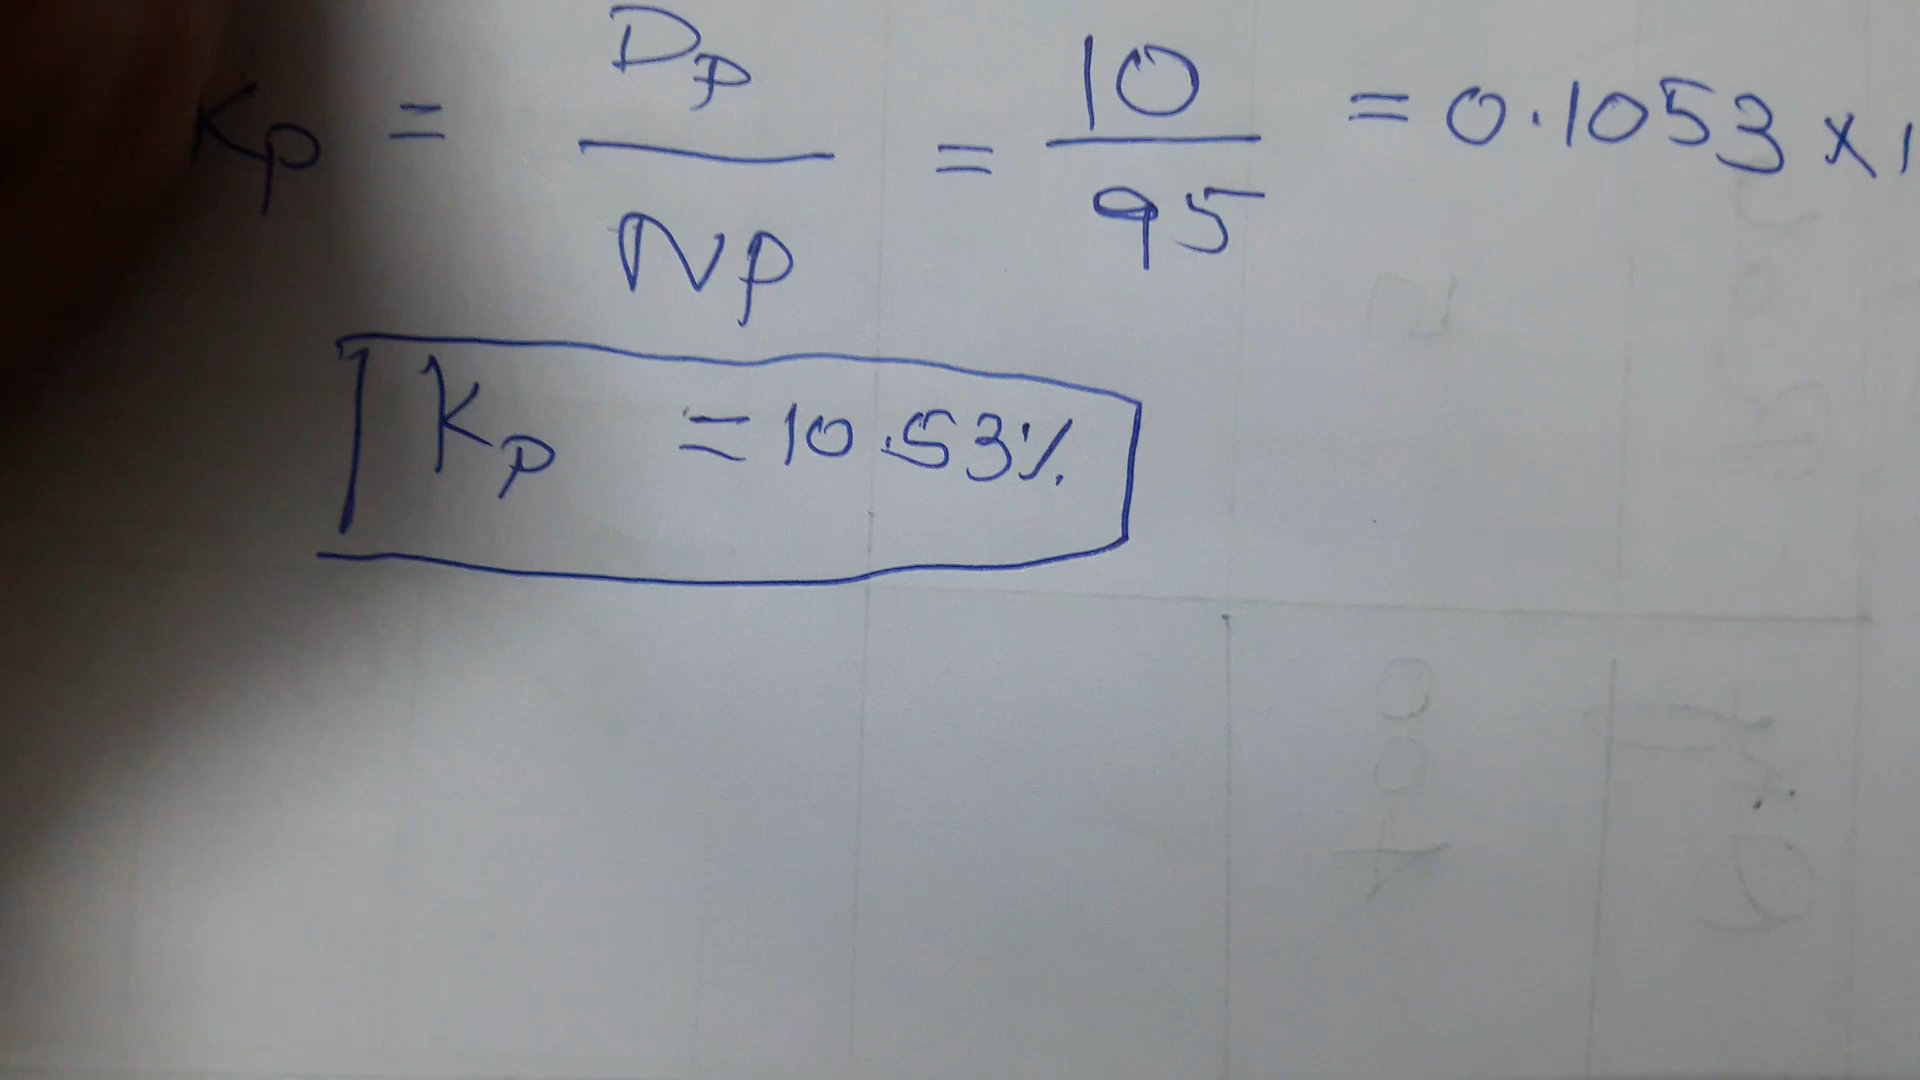 Kp = Dp / Np = 10 / 95 = 0.1053 x 1
Kp = 10.53%